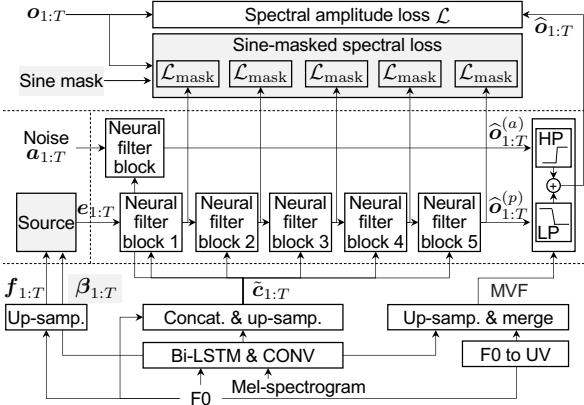 o1:T
Spectral amplitude loss ℒ
ô1:T
Sine-masked spectral loss
ℒmask ℒmask ℒmask ℒmask ℒmask
Sine mask
Noise
a1:T
Neural
filter
block
ô(a)1:T
HP
Source
e1:T
Neural
filter
block 1
Neural
filter
block 2
Neural
filter
block 3
Neural
filter
block 4
Neural
filter
block 5
ô(p)1:T
+
LP
f1:T
β1:T
c̃1:T
MVF
Up-samp.
Concat. & up-samp.
Up-samp. & merge
Bi-LSTM & CONV
F0 to UV
Mel-spectrogram
F0